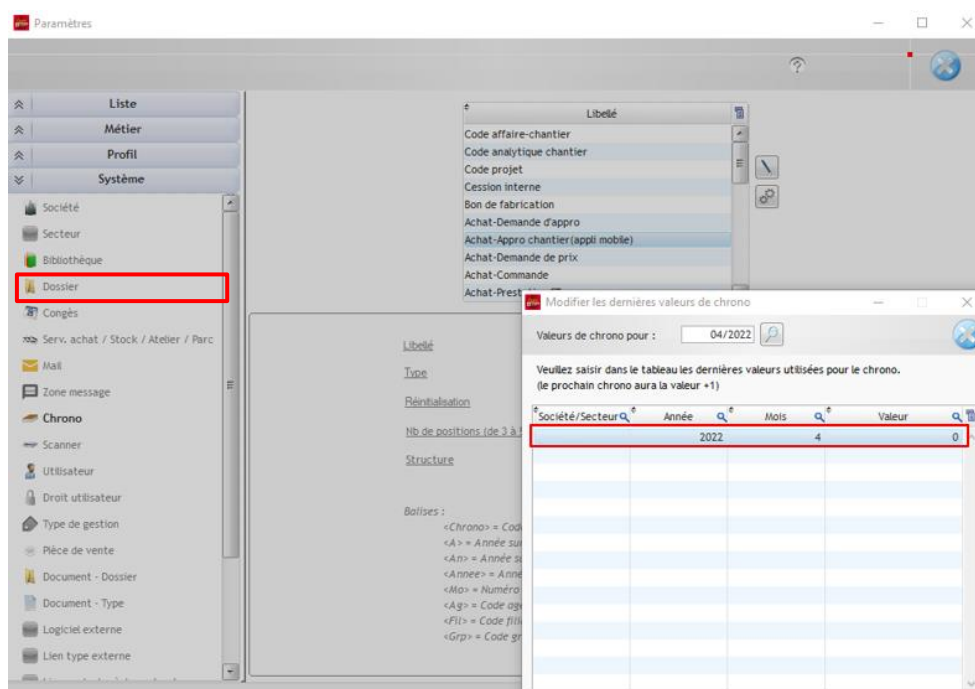 Paramètres
?
Liste
Métier
Profil
Système
Société
Secteur
Bibliothèque
Dossier
Congès
Serv. achat / Stock / Atelier / Parc
Mail
Zone message
Chrono
Scanner
Utilisateur
Droit utilisateur
Type de gestion
Pièce de vente
Document - Dossier
Document - Type
Logiciel externe
Lien type externe
Libellé
Code affaire-chantier
Code analytique chantier
Code projet
Cession interne
Bon de fabrication
Achat-Demande d'appro
Achat-Appro chantier(appli mobile)
Achat-Demande de prix
Achat-Commande
Achat-Prest
Libellé
Type
Réinitialisation
Nb de positions (de 3 à
Structure
Balises :
<Chrono> = Cod
<A> = Année su
<An> = Année s
<Annee> = Anné
<Mo> = Numéro
<Ag> = Code ag
<Fil> = Code fili
<Grp> = Code gr
Modifier les dernières valeurs de chrono
Valeurs de chrono pour : 04/2022
Veuillez saisir dans le tableau les dernières valeurs utilisées pour le chrono.
(le prochain chrono aura la valeur +1)
Société/Secteur Année Mois Valeur
2022 4 0